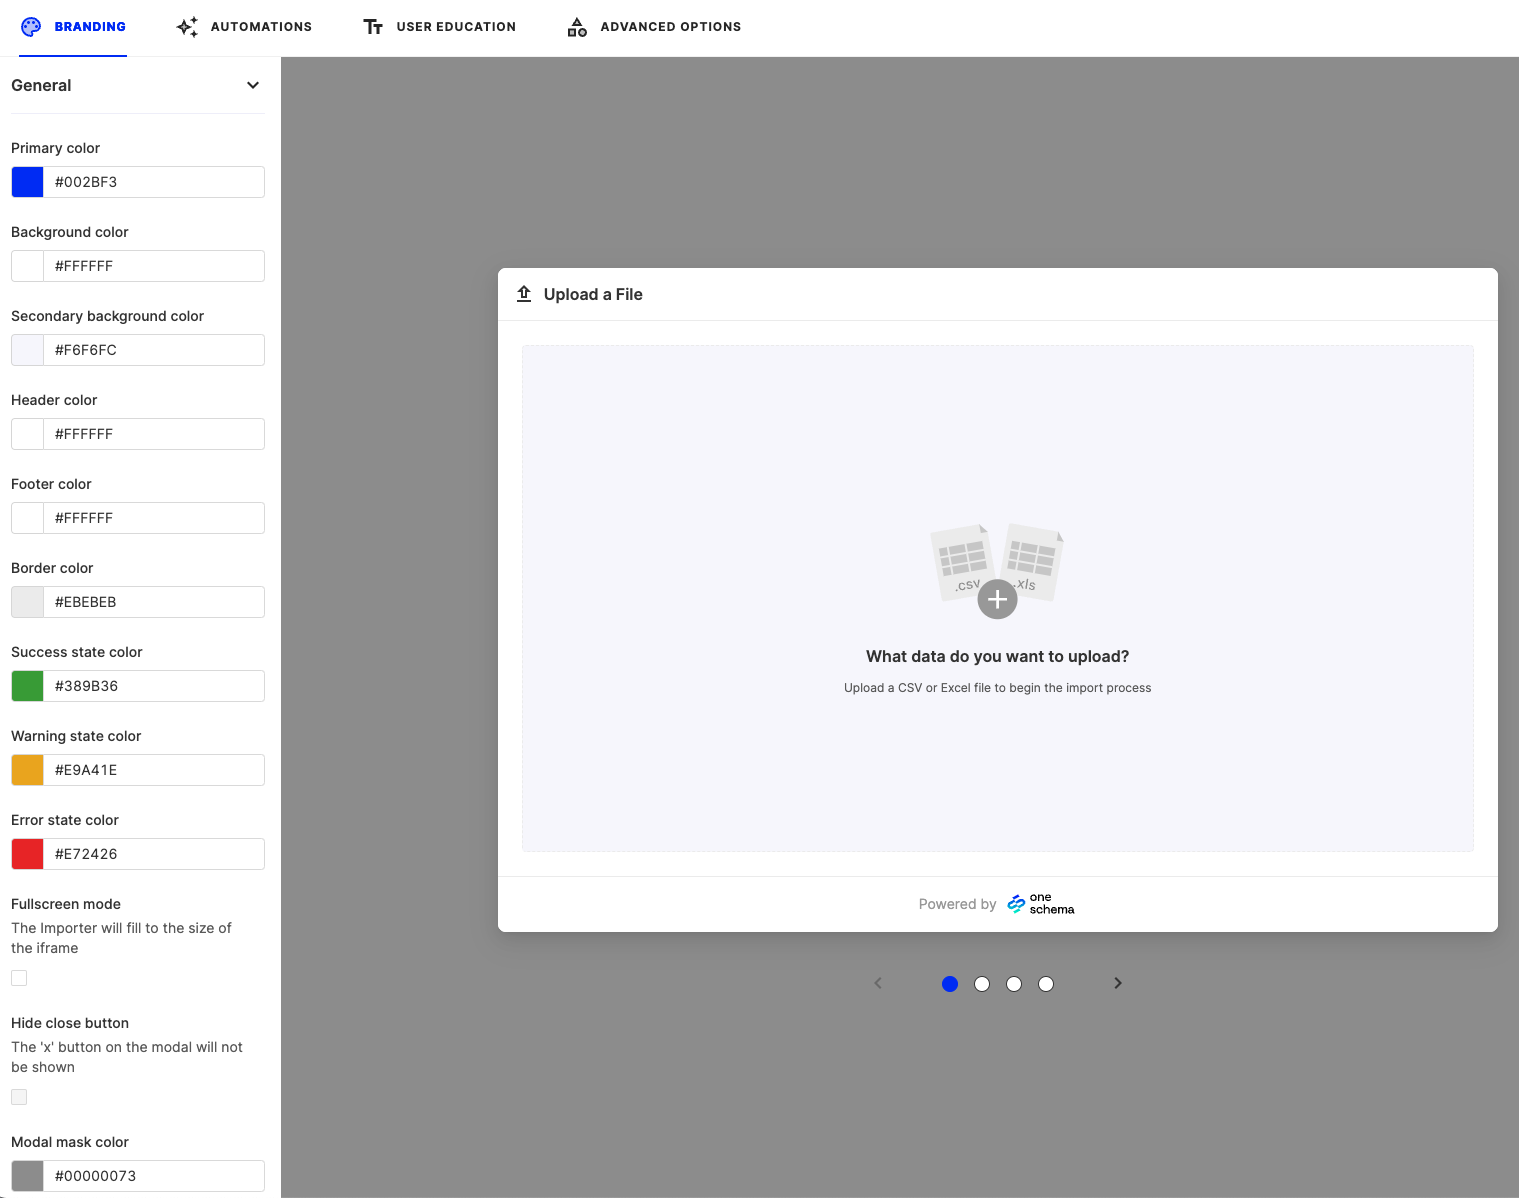 BRANDING
AUTOMATIONS
USER EDUCATION
ADVANCED OPTIONS
General
Primary color
#002BF3
Background color
#FFFFFF
Secondary background color
#F6F6FC
Header color
#FFFFFF
Footer color
#FFFFFF
Border color
#EBEBEB
Success state color
#389B36
Warning state color
#E9A41E
Error state color
#E72426
Fullscreen mode
The Importer will fill to the size of
the iframe
Hide close button
The 'x' button on the modal will not
be shown
Modal mask color
#00000073
Upload a File
.csv
.xls
What data do you want to upload?
Upload a CSV or Excel file to begin the import process
Powered by
one
schema